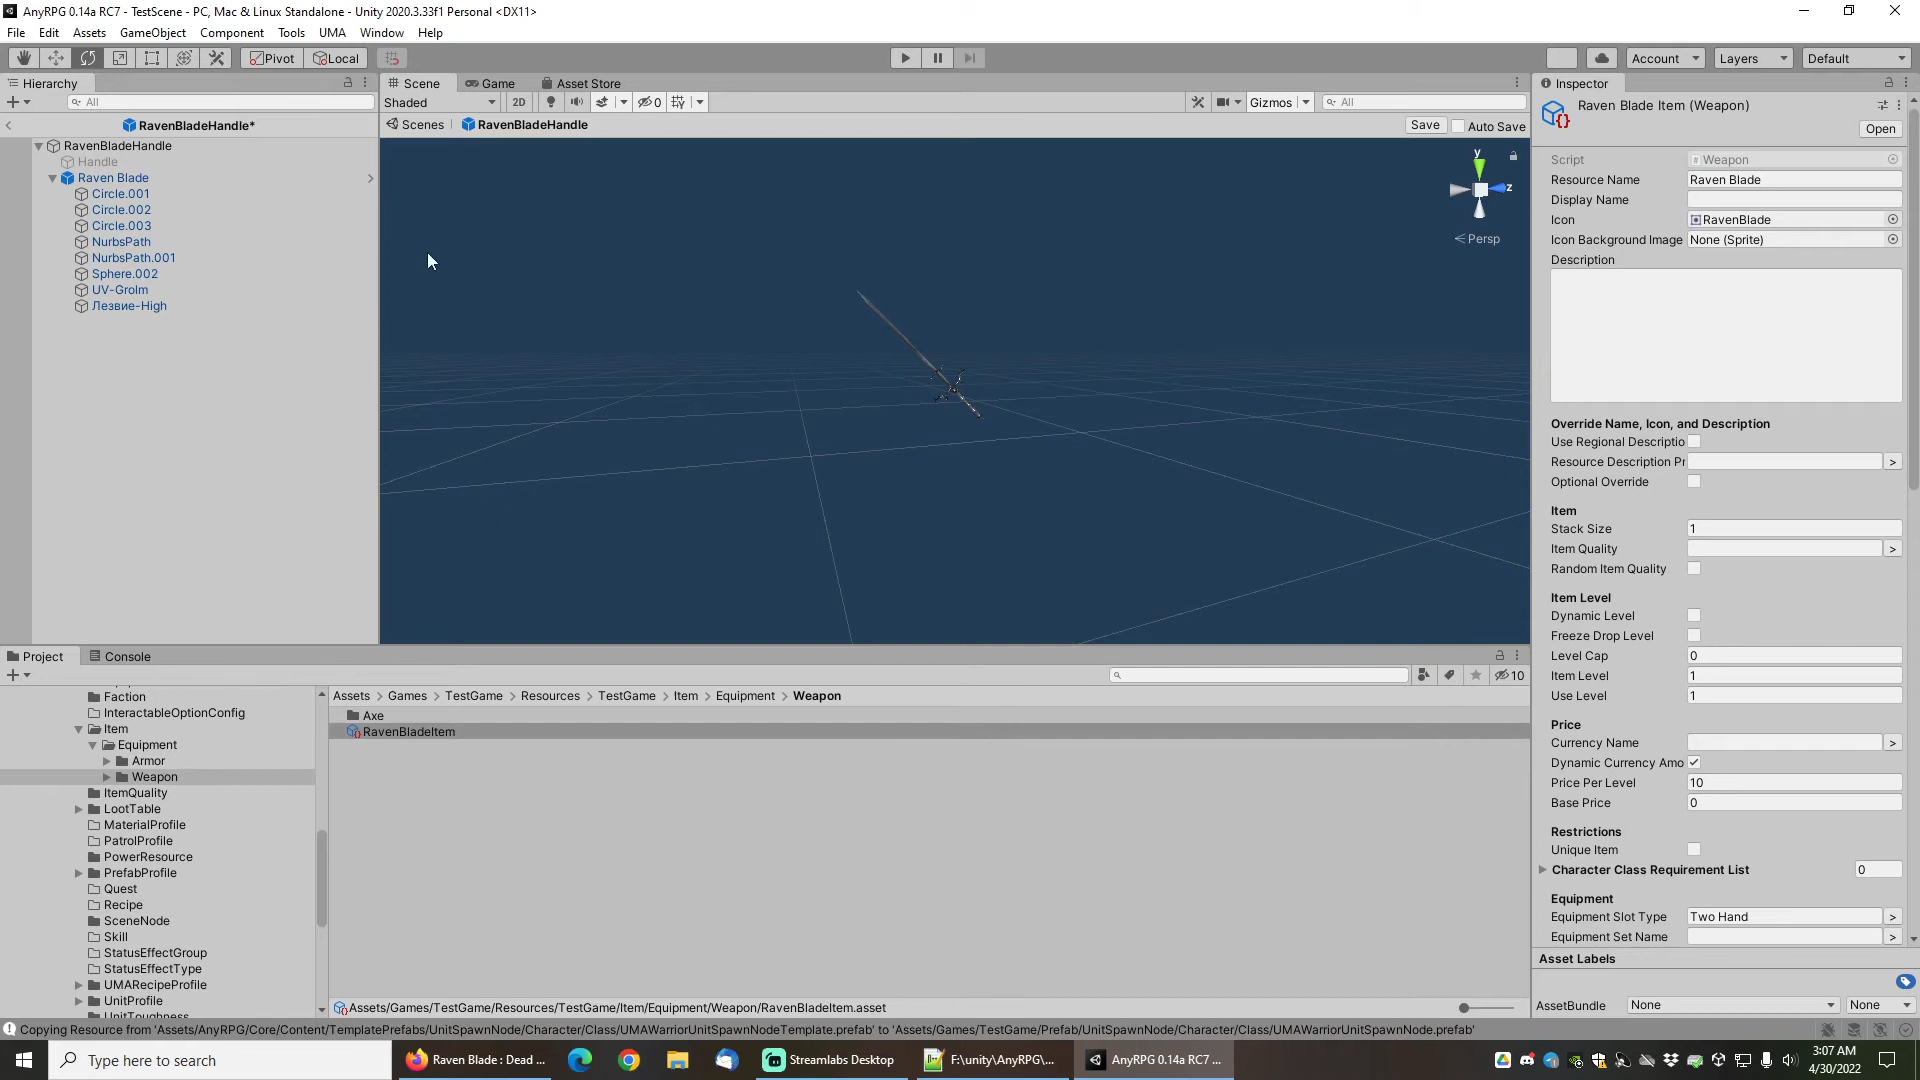 AnyRPG 0.14a RC7 - TestScene - PC, Mac & Linux Standalone - Unity 2020.3.33f1 Personal <DX11>
File Edit Assets GameObject Component Tools UMA Window Help
Pivot Local Account Layers Default
Hierarchy
All
RavenBladeHandle*
RavenBladeHandle
Handle
Raven Blade
Circle.001
Circle.002
Circle.003
NurbsPath
NurbsPath.001
Sphere.002
UV-Grolm
Лезвие-High
Scene Game Asset Store
Shaded 2D 0 Gizmos All
Scenes RavenBladeHandle Save Auto Save
y
z
Persp
Inspector
Raven Blade Item (Weapon)
Open
Script Weapon
Resource Name Raven Blade
Display Name
Icon RavenBlade
Icon Background Image None (Sprite)
Description
Override Name, Icon, and Description
Use Regional Descriptio
Resource Description Pr >
Optional Override
Item
Stack Size 1
Item Quality >
Random Item Quality
Item Level
Dynamic Level
Freeze Drop Level
Level Cap 0
Item Level 1
Use Level 1
Price
Currency Name >
Dynamic Currency Amo
Price Per Level 10
Base Price 0
Restrictions
Unique Item
Character Class Requirement List 0
Equipment
Equipment Slot Type Two Hand >
Equipment Set Name >
Asset Labels
AssetBundle None None
Project Console
10
Faction
InteractableOptionConfig
Item
Equipment
Armor
Weapon
ItemQuality
LootTable
MaterialProfile
PatrolProfile
PowerResource
PrefabProfile
Quest
Recipe
SceneNode
Skill
StatusEffectGroup
StatusEffectType
UMARecipeProfile
UnitProfile
UnitToughness
Assets > Games > TestGame > Resources > TestGame > Item > Equipment > Weapon
Axe
RavenBladeItem
Assets/Games/TestGame/Resources/TestGame/Item/Equipment/Weapon/RavenBladeItem.asset
Copying Resource from 'Assets/AnyRPG/Core/Content/TemplatePrefabs/UnitSpawnNode/Character/Class/UMAWarriorUnitSpawnNodeTemplate.prefab' to 'Assets/Games/TestGame/Prefab/UnitSpawnNode/Character/Class/UMAWarriorUnitSpawnNode.prefab'
Type here to search
Raven Blade : Dead ...
Streamlabs Desktop
F:\unity\AnyRPG\...
AnyRPG 0.14a RC7 ...
3:07 AM
4/30/2022